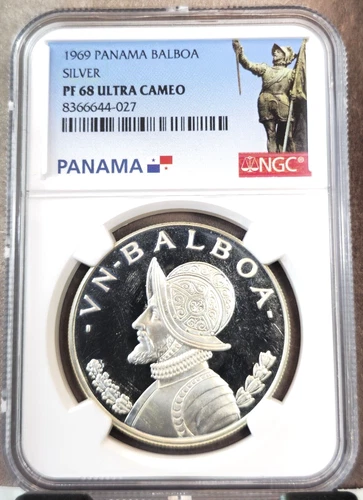 1969 PANAMA BALBOA
SILVER
PF 68 ULTRA CAMEO
8366644-027
PANAMA
NGC®
·VN·BALBOA·